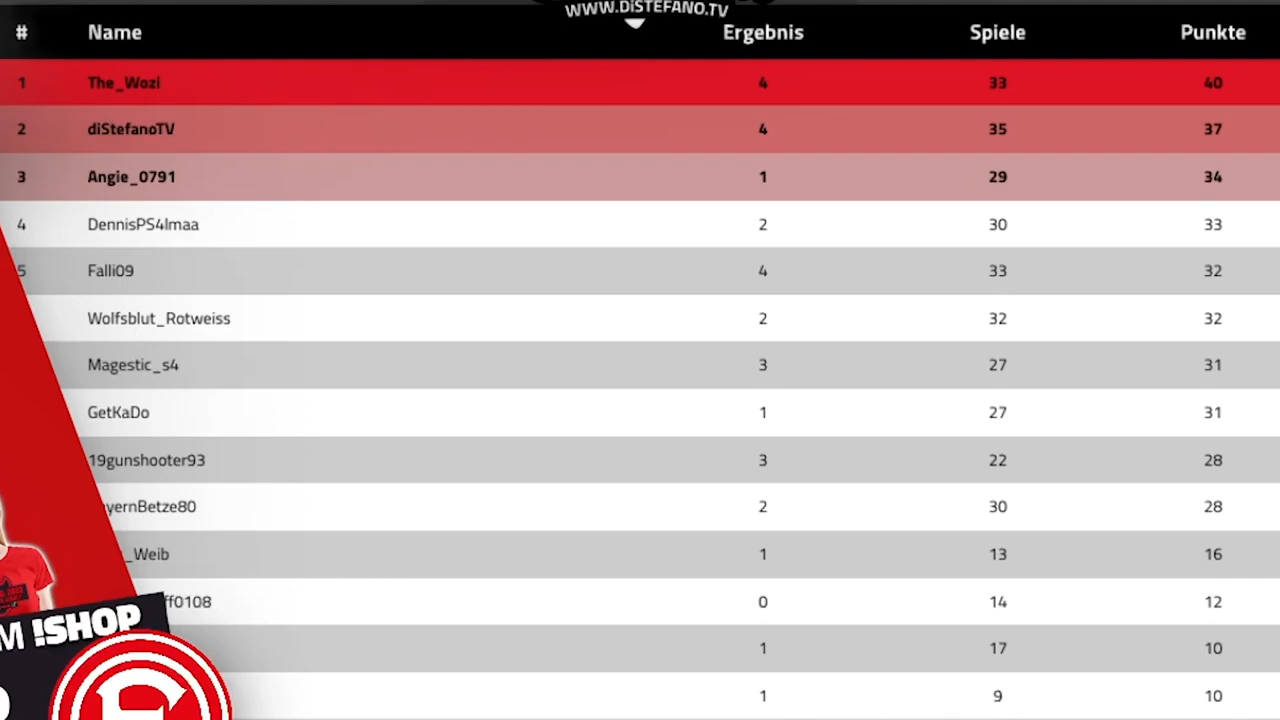 WWW.DiSTEFANO.TV
# Name Ergebnis Spiele Punkte
1 The_Wozi 4 33 40
2 diStefanoTV 4 35 37
3 Angie_0791 1 29 34
4 DennisPS4lmaa 2 30 33
5 Falli09 4 33 32
Wolfsblut_Rotweiss 2 32 32
Magestic_s4 3 27 31
GetKaDo 1 27 31
19gunshooter93 3 22 28
yernBetze80 2 30 28
_Weib 1 13 16
ff0108 0 14 12
1 17 10
1 9 10
M !SHOP